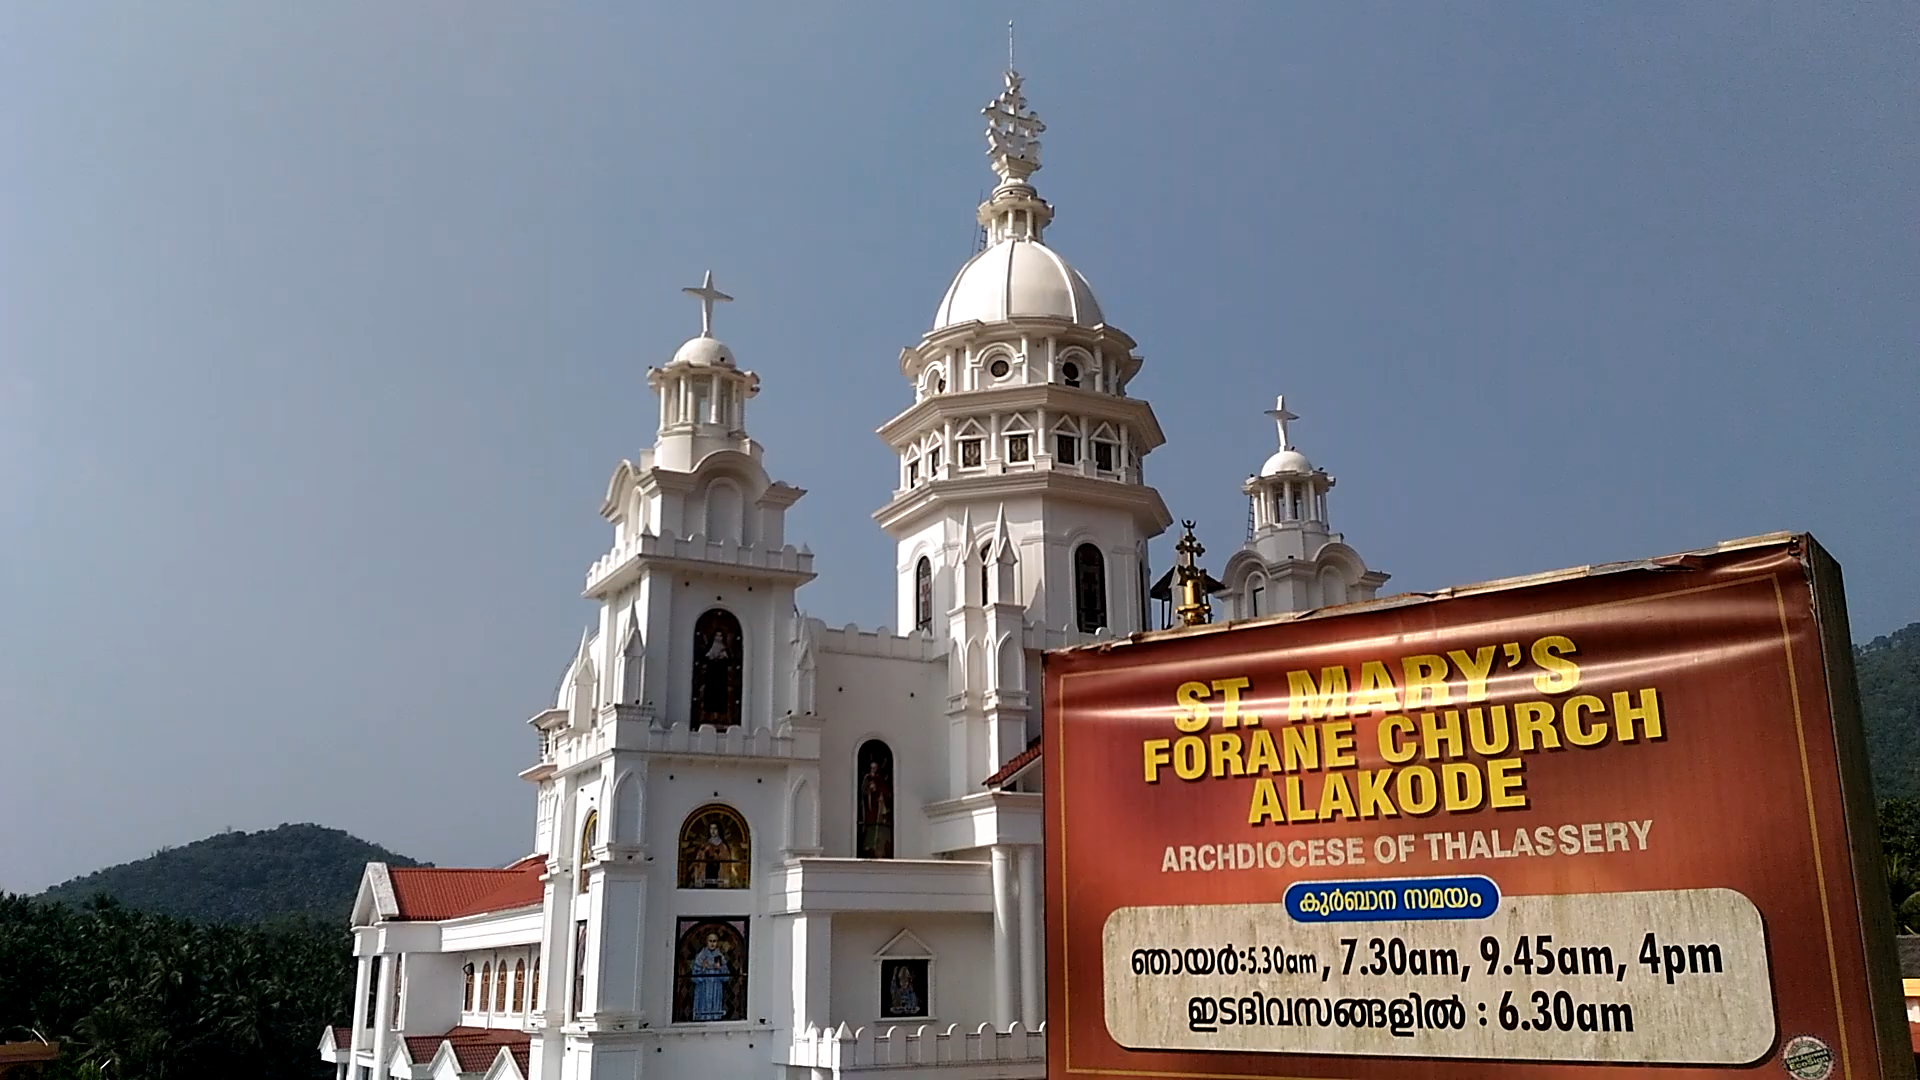 ST. MARY'S
FORANE CHURCH
ALAKODE
ARCHDIOCESE OF THALASSERY
കുർബാന സമയം
ഞായർ:5.30am, 7.30am, 9.45am, 4pm
ഇടദിവസങ്ങളിൽ : 6.30am